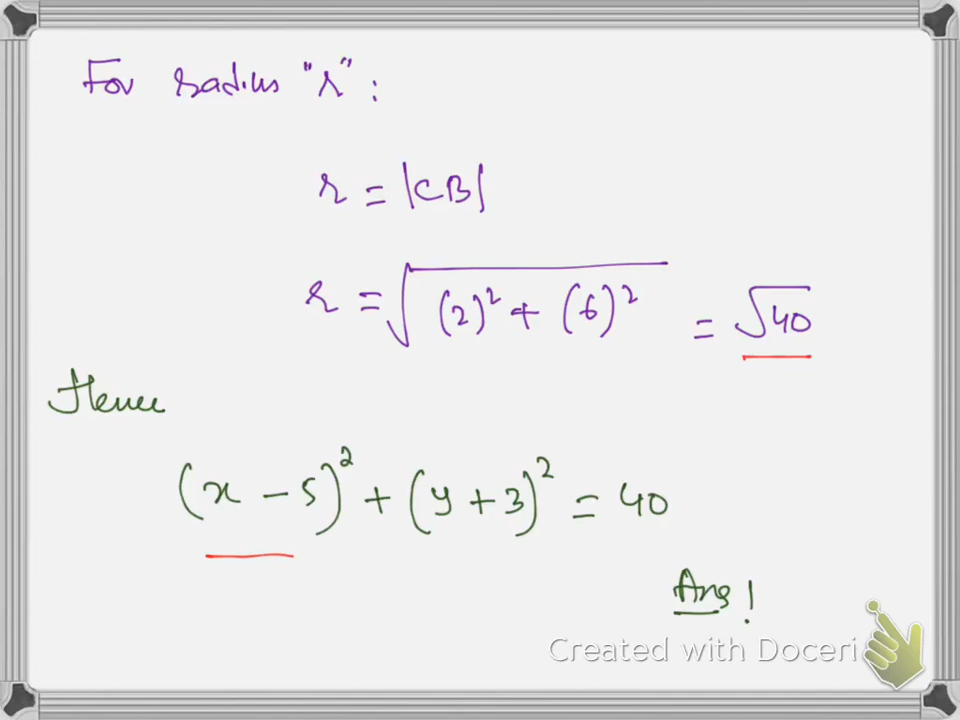 For radius "r" :
r = |CB|
r = √((2)² + (6)²) = √40
Hence
(x - 5)² + (y + 3)² = 40
Ans !
Created with Doceri